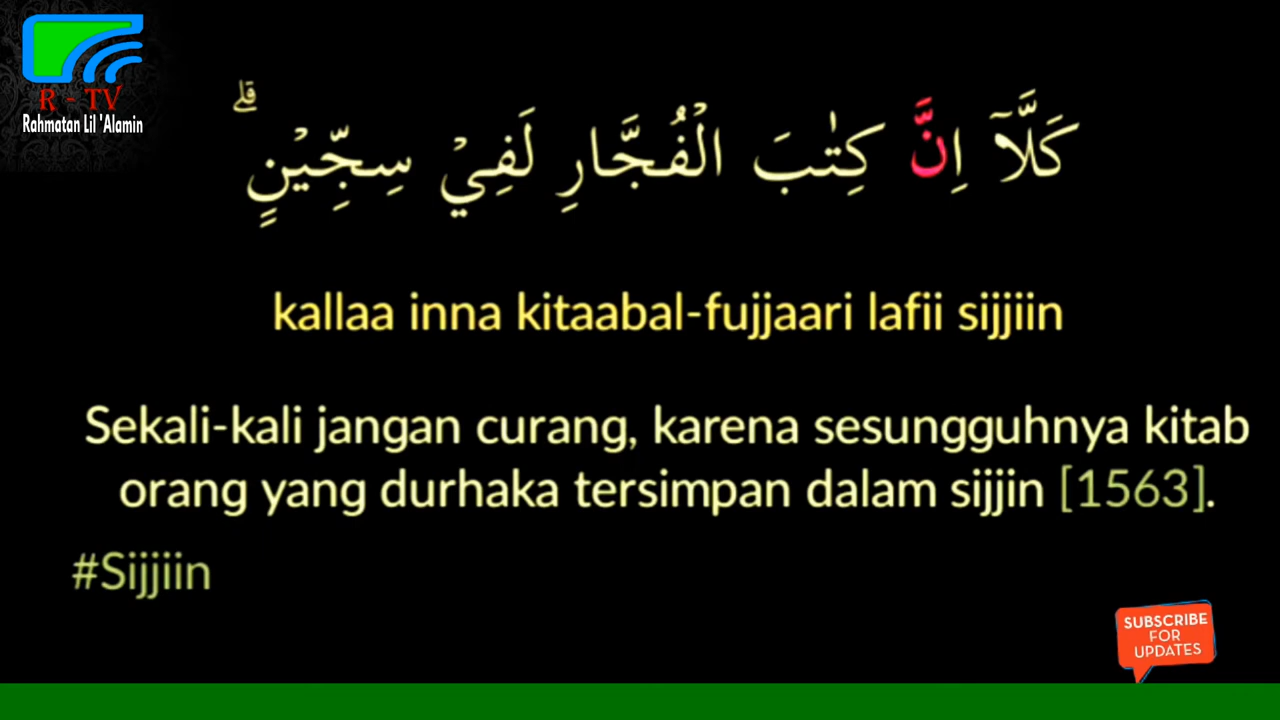 R - TV
Rahmatan Lil 'Alamin
كَلَّآ اِنَّ كِتٰبَ الْفُجَّارِ لَفِيْ سِجِّيْنٍۗ
kallaa inna kitaabal-fujjaari lafii sijjiin
Sekali-kali jangan curang, karena sesungguhnya kitab
orang yang durhaka tersimpan dalam sijjin [1563].
#Sijjiin
SUBSCRIBE
FOR
UPDATES